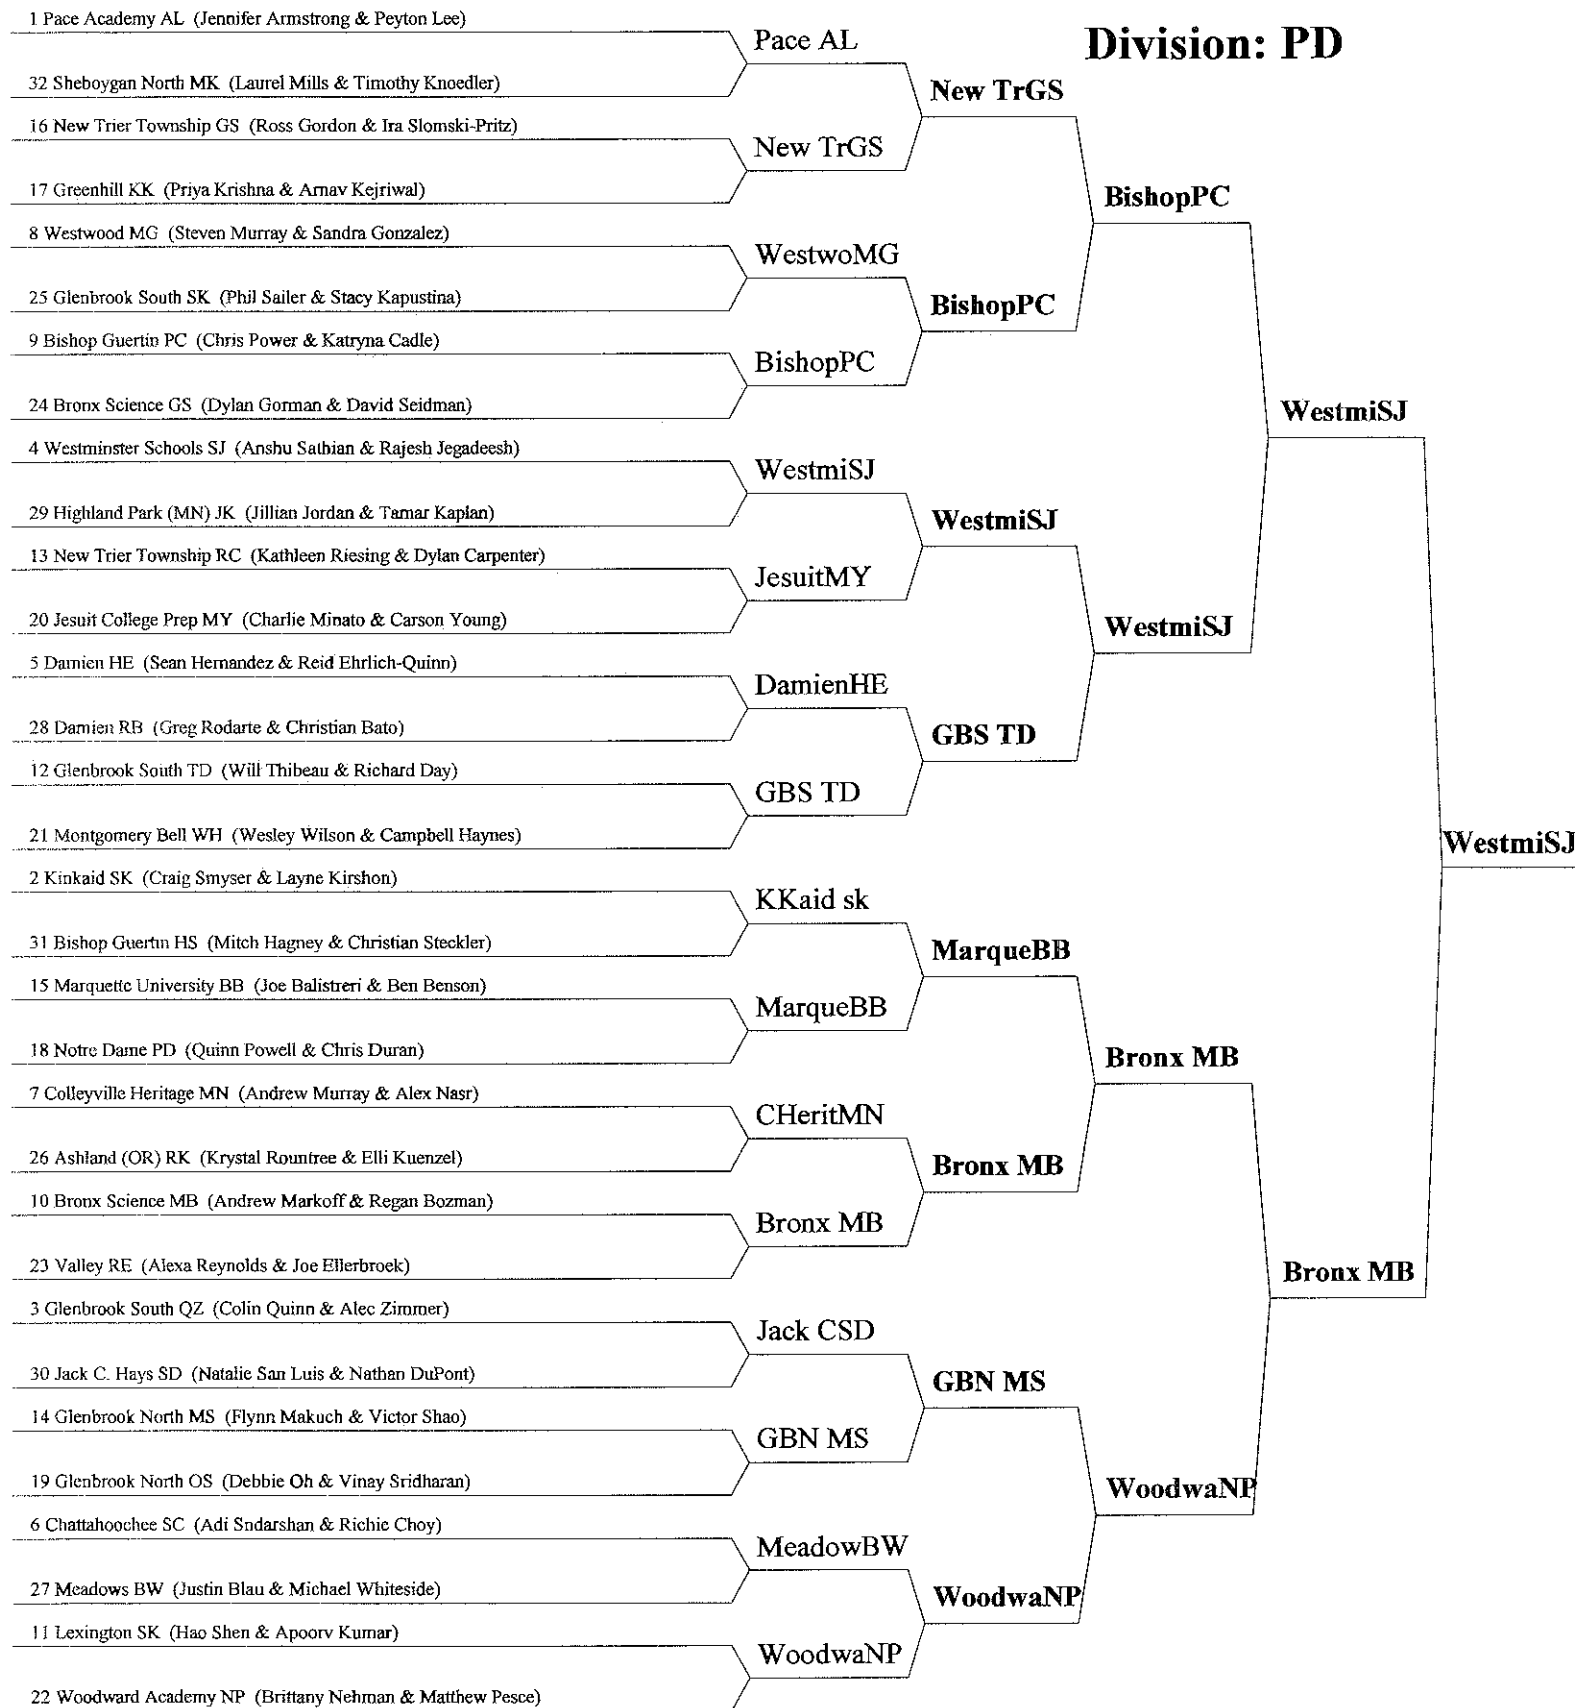 Division: PD
1 Pace Academy AL (Jennifer Armstrong & Peyton Lee)
32 Sheboygan North MK (Laurel Mills & Timothy Knoedler)
16 New Trier Township GS (Ross Gordon & Ira Slomski-Pritz)
17 Greenhill KK (Priya Krishna & Arnav Kejriwal)
8 Westwood MG (Steven Murray & Sandra Gonzalez)
25 Glenbrook South SK (Phil Sailer & Stacy Kapustina)
9 Bishop Guertin PC (Chris Power & Katryna Cadle)
24 Bronx Science GS (Dylan Gorman & David Seidman)
4 Westminster Schools SJ (Anshu Sathian & Rajesh Jegadeesh)
29 Highland Park (MN) JK (Jillian Jordan & Tamar Kaplan)
13 New Trier Township RC (Kathleen Riesing & Dylan Carpenter)
20 Jesuit College Prep MY (Charlie Minato & Carson Young)
5 Damien HE (Sean Hernandez & Reid Ehrlich-Quinn)
28 Damien RB (Greg Rodarte & Christian Bato)
12 Glenbrook South TD (Will Thibeau & Richard Day)
21 Montgomery Bell WH (Wesley Wilson & Campbell Haynes)
2 Kinkaid SK (Craig Smyser & Layne Kirshon)
31 Bishop Guertin HS (Mitch Hagney & Christian Steckler)
15 Marquette University BB (Joe Balistreri & Ben Benson)
18 Notre Dame PD (Quinn Powell & Chris Duran)
7 Colleyville Heritage MN (Andrew Murray & Alex Nasr)
26 Ashland (OR) RK (Krystal Rountree & Elli Kuenzel)
10 Bronx Science MB (Andrew Markoff & Regan Bozman)
23 Valley RE (Alexa Reynolds & Joe Ellerbroek)
3 Glenbrook South QZ (Colin Quinn & Alec Zimmer)
30 Jack C. Hays SD (Natalie San Luis & Nathan DuPont)
14 Glenbrook North MS (Flynn Makuch & Victor Shao)
19 Glenbrook North OS (Debbie Oh & Vinay Sridharan)
6 Chattahoochee SC (Adi Sudarshan & Richie Choy)
27 Meadows BW (Justin Blau & Michael Whiteside)
11 Lexington SK (Hao Shen & Apoorv Kumar)
22 Woodward Academy NP (Brittany Nehman & Matthew Pesce)
Pace AL
New TrGS
WestwoMG
BishopPC
WestmiSJ
JesuitMY
DamienHE
GBS TD
KKaid sk
MarqueBB
CHeritMN
Bronx MB
Jack CSD
GBN MS
MeadowBW
WoodwaNP
New TrGS
BishopPC
WestmiSJ
GBS TD
MarqueBB
Bronx MB
GBN MS
WoodwaNP
BishopPC
WestmiSJ
Bronx MB
WoodwaNP
WestmiSJ
Bronx MB
WestmiSJ